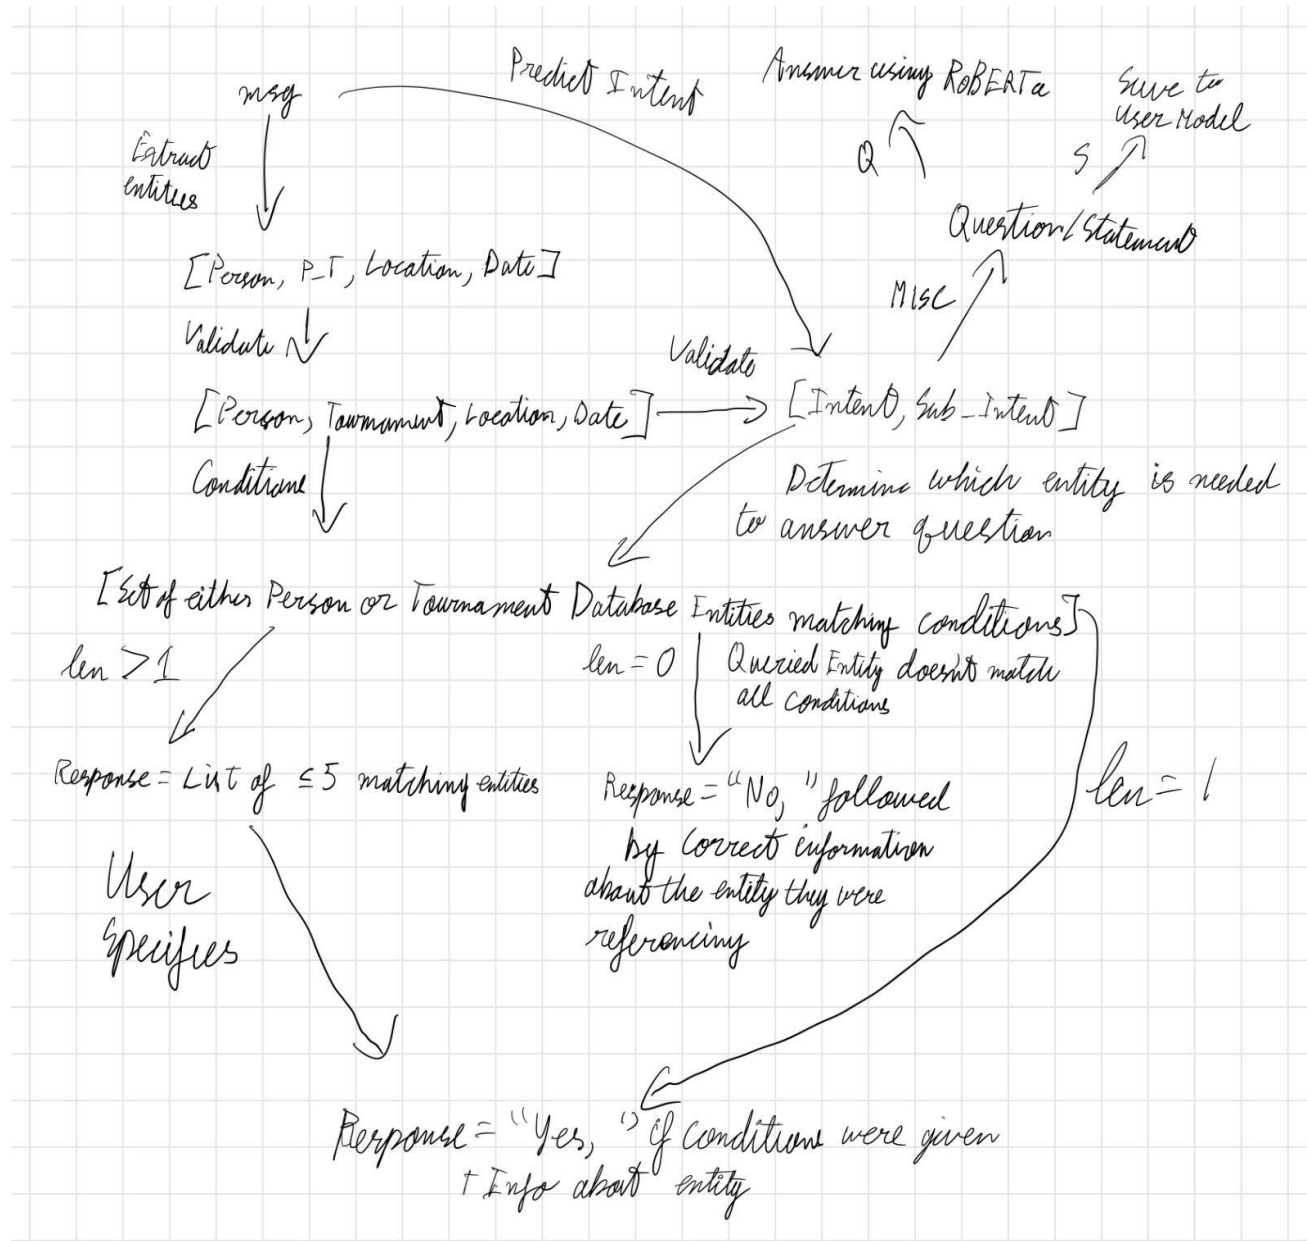 Predict Intent
Answer using RoBERTa
Save to
User Model
msg
Extract
entities
Q
S
Question/Statement
[Person, P_T, Location, Date]
MISC
Validate
Validate
[Person, Tournament, Location, Date]
[Intent, Sub_Intent]
Conditions
Determine which entity is needed
to answer question
[Set of either Person or Tournament Database Entities matching conditions]
len > 1
len = 0
Queried Entity doesn't match
all conditions
Response = List of ≤ 5 matching entities
Response = "No, " followed
by correct information
about the entity they were
referencing
len = 1
User
Specifies
Response = "Yes, " if conditions were given
+ Info about entity